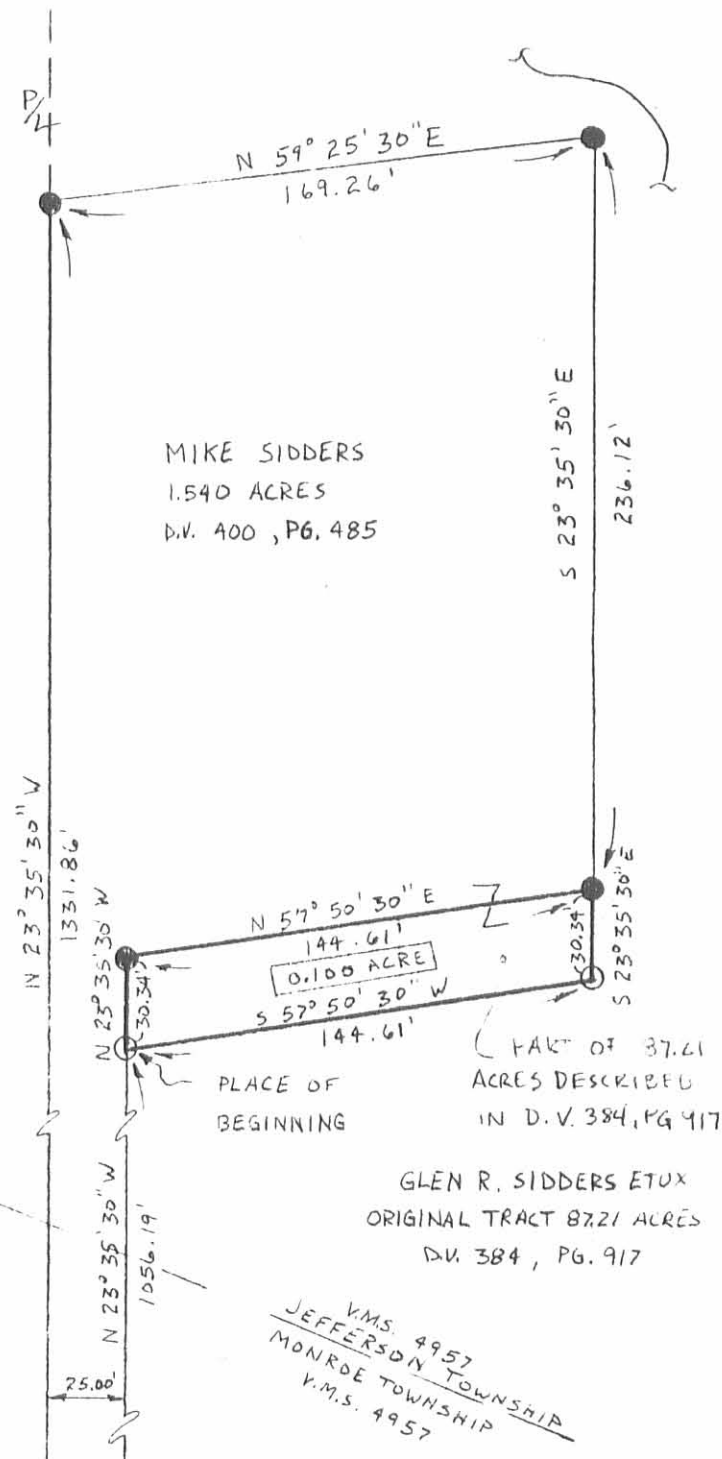 P/4
N 59° 25' 30" E
169.26'
MIKE SIDDERS
1.540 ACRES
D.V. 400 , PG. 485
S 23° 35' 30" E
236.12'
N 23° 35' 30" W
1331.86'
N 23° 35' 30" W
(30.34')
N 57° 50' 30" E
144.61'
0.100 ACRE
S 57° 50' 30" W
144.61'
(30.34')
S 23° 35' 30" E
PLACE OF
BEGINNING
PART OF 87.21
ACRES DESCRIBED
IN D.V. 384, PG 917
GLEN R. SIDDERS ETUX
ORIGINAL TRACT 87.21 ACRES
D.V. 384 , PG. 917
N 23° 35' 30" W
1056.19'
25.00'
V.M.S. 4957
JEFFERSON TOWNSHIP
MONROE TOWNSHIP
V.M.S. 4957